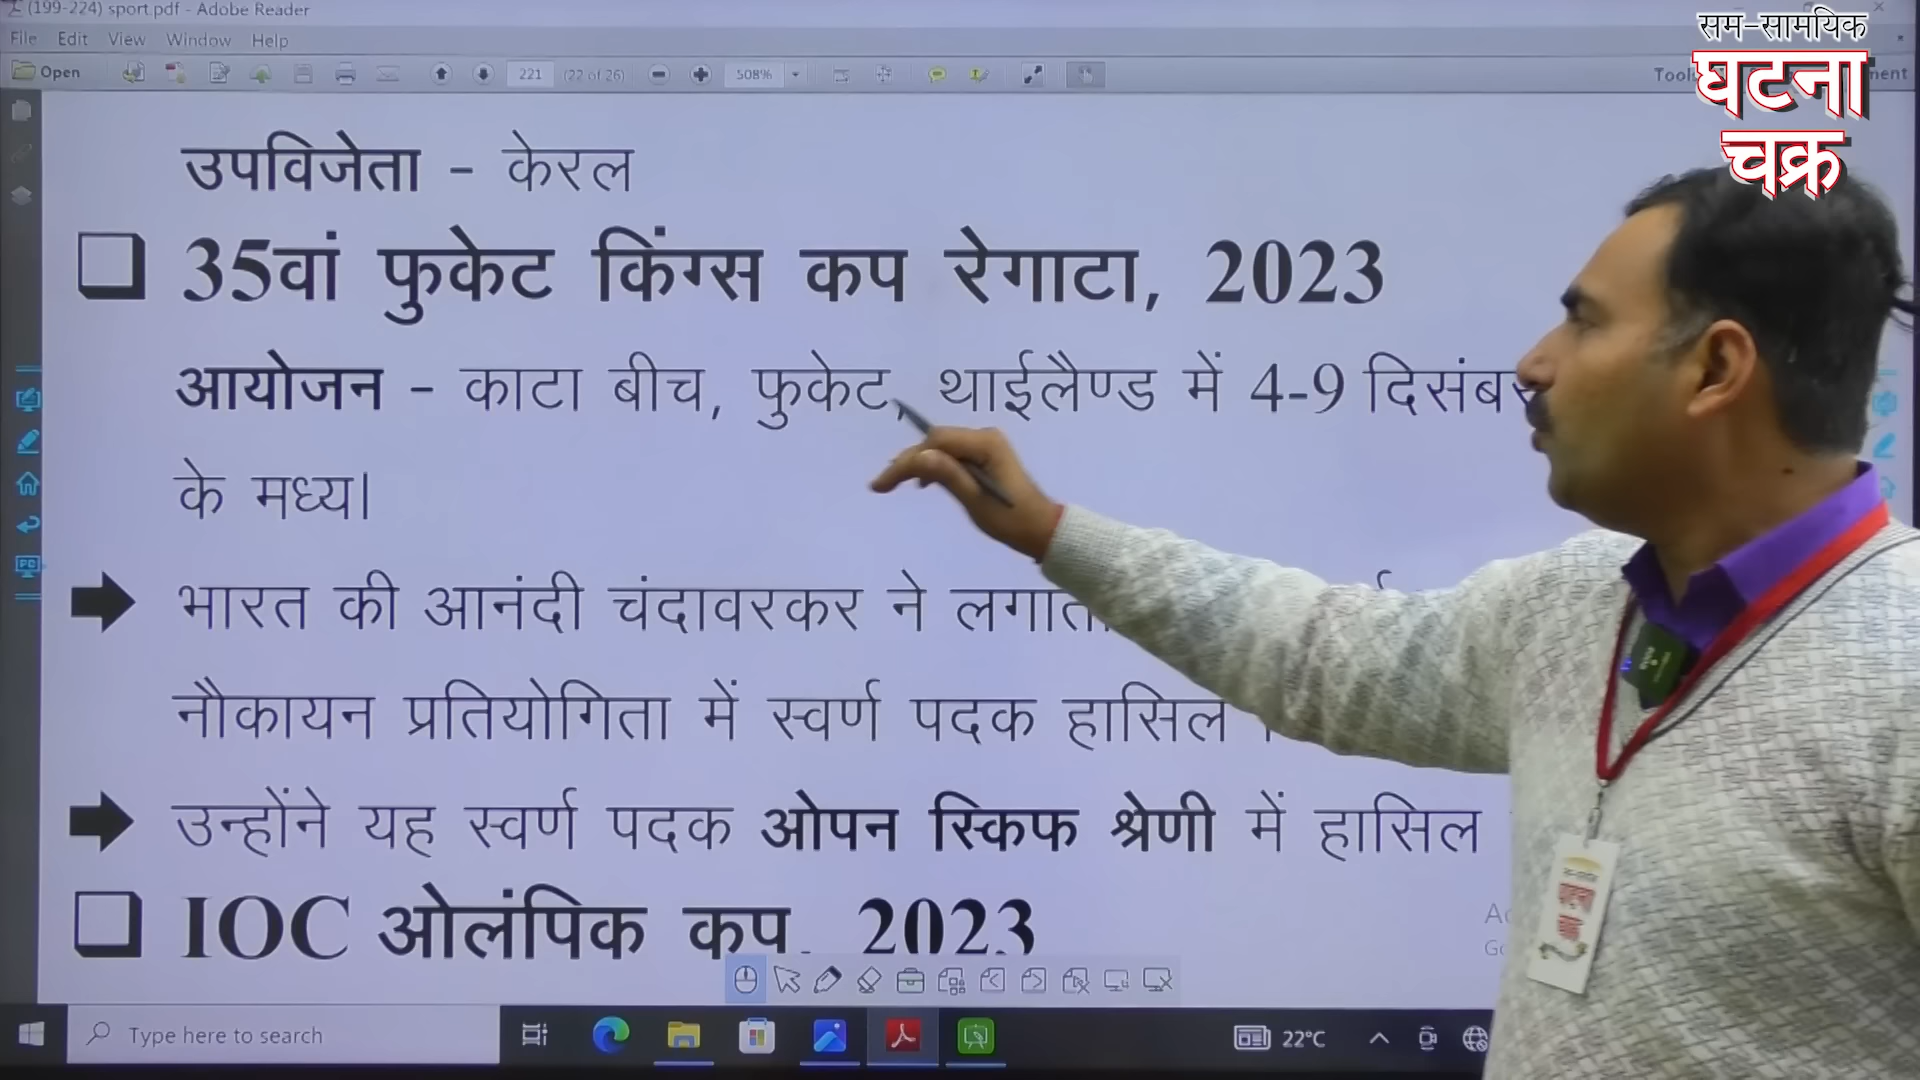 (199-224) sport.pdf - Adobe Reader
File Edit View Window Help
Open 221 (22 of 26) 508%
सम-सामयिक
घटना
चक्र
उपविजेता - केरल
35वां फुकेट किंग्स कप रेगाटा, 2023
आयोजन - काटा बीच, फुकेट, थाईलैण्ड में 4-9 दिसंबर
के मध्य।
भारत की आनंदी चंदावरकर ने
नौकायन प्रतियोगिता में स्वर्ण पदक हासिल
उन्होंने यह स्वर्ण पदक ओपन स्किफ श्रेणी में हासिल
IOC ओलंपिक कप, 2023
Type here to search
22°C